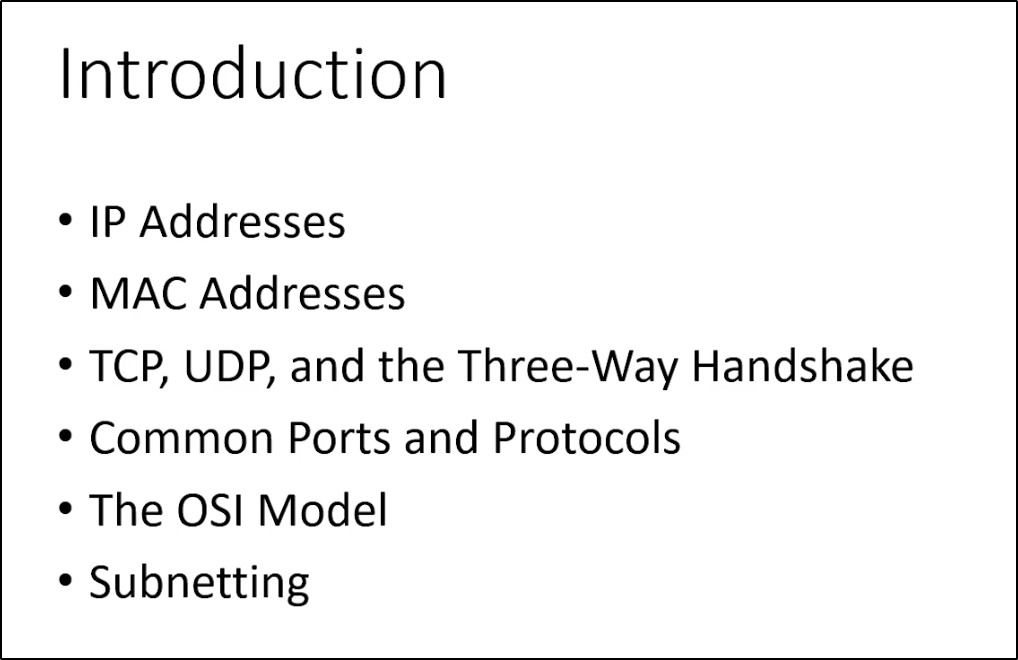 Introduction
• IP Addresses
• MAC Addresses
• TCP, UDP, and the Three-Way Handshake
• Common Ports and Protocols
• The OSI Model
• Subnetting